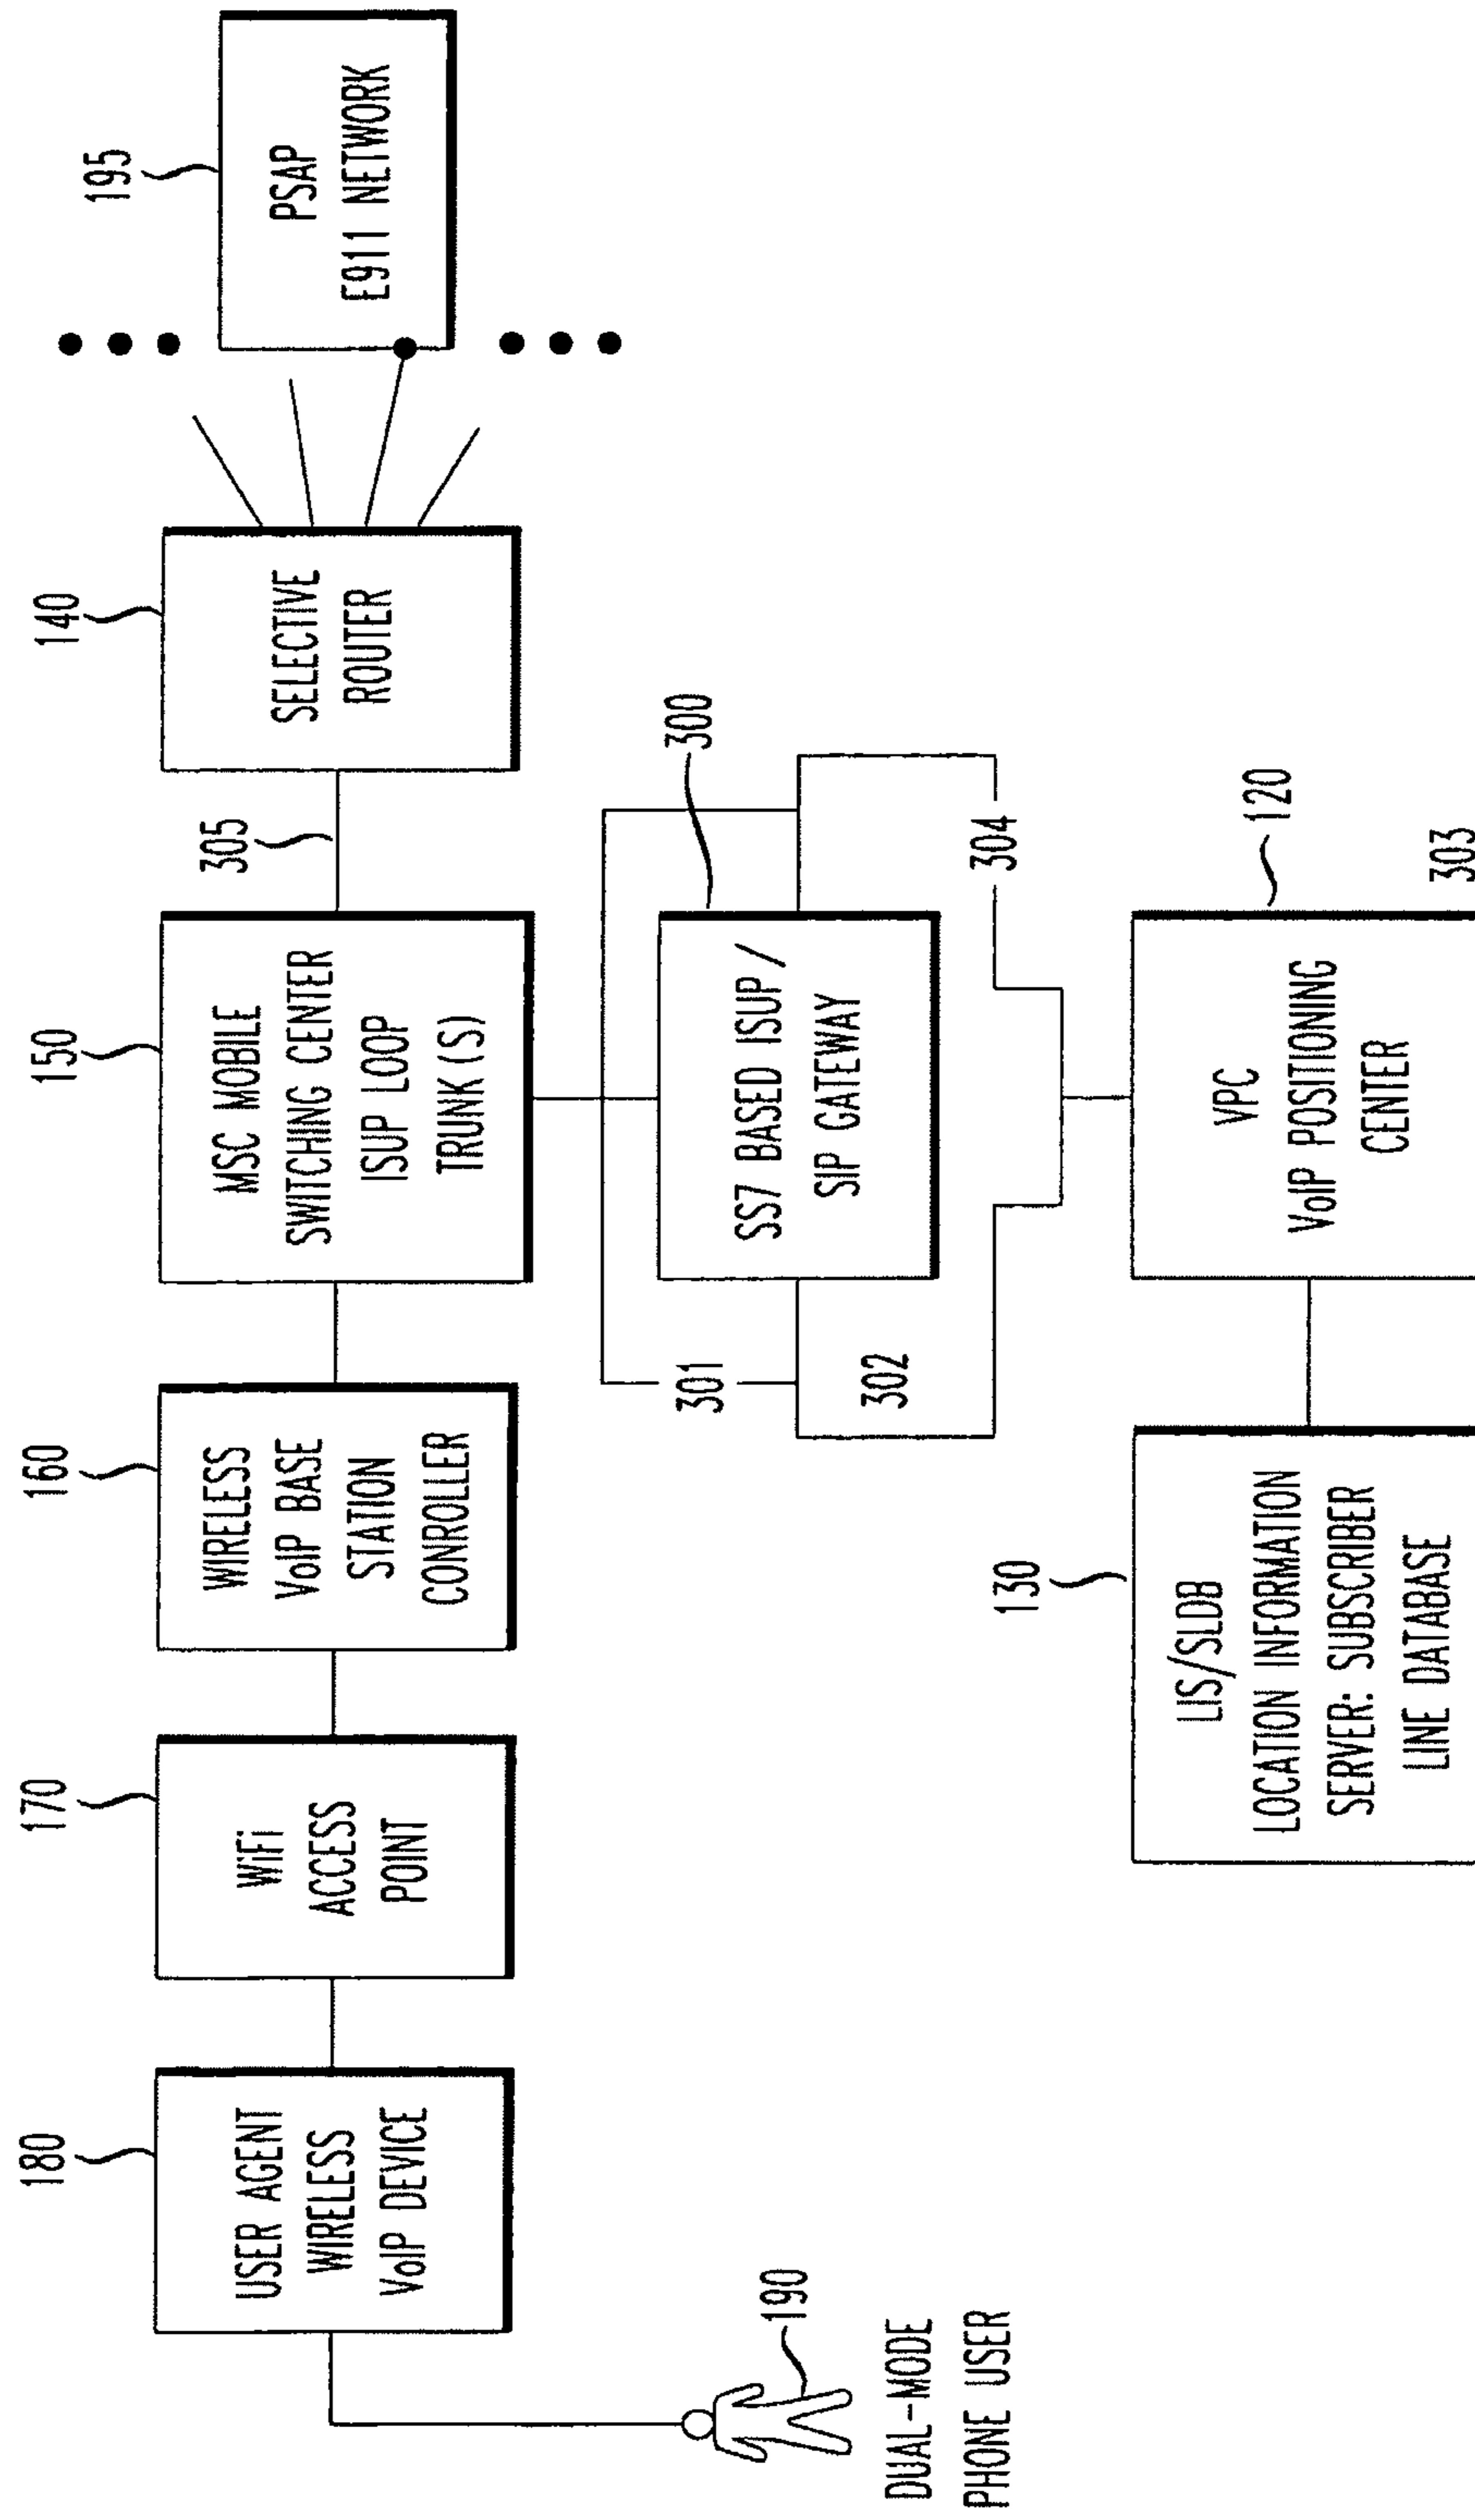 180
USER AGENT
WIRELESS
VoIP DEVICE
170
WiFi
ACCESS
POINT
160
WIRELESS
VoIP BASE
STATION
CONROLLER
150
MSC MOBILE
SWITCHING CENTER
ISUP LOOP
TRUNK(S)
305
140
SELECTIVE
ROUTER
195
PSAP
E911 NETWORK
190
DUAL-MODE
PHONE USER
301
302
SS7 BASED ISUP/
SIP GATEWAY
300
304
130
LIS/SLDB
LOCATION INFORMATION
SERVER: SUBSCRIBER
LINE DATABASE
VPC
VoIP POSITIONING
CENTER
120
303